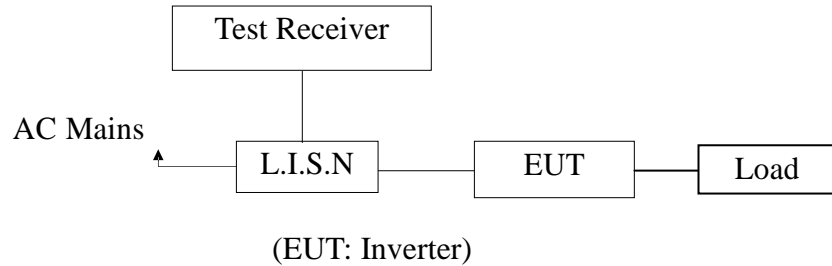 Test Receiver
AC Mains
L.I.S.N
EUT
Load
(EUT: Inverter)